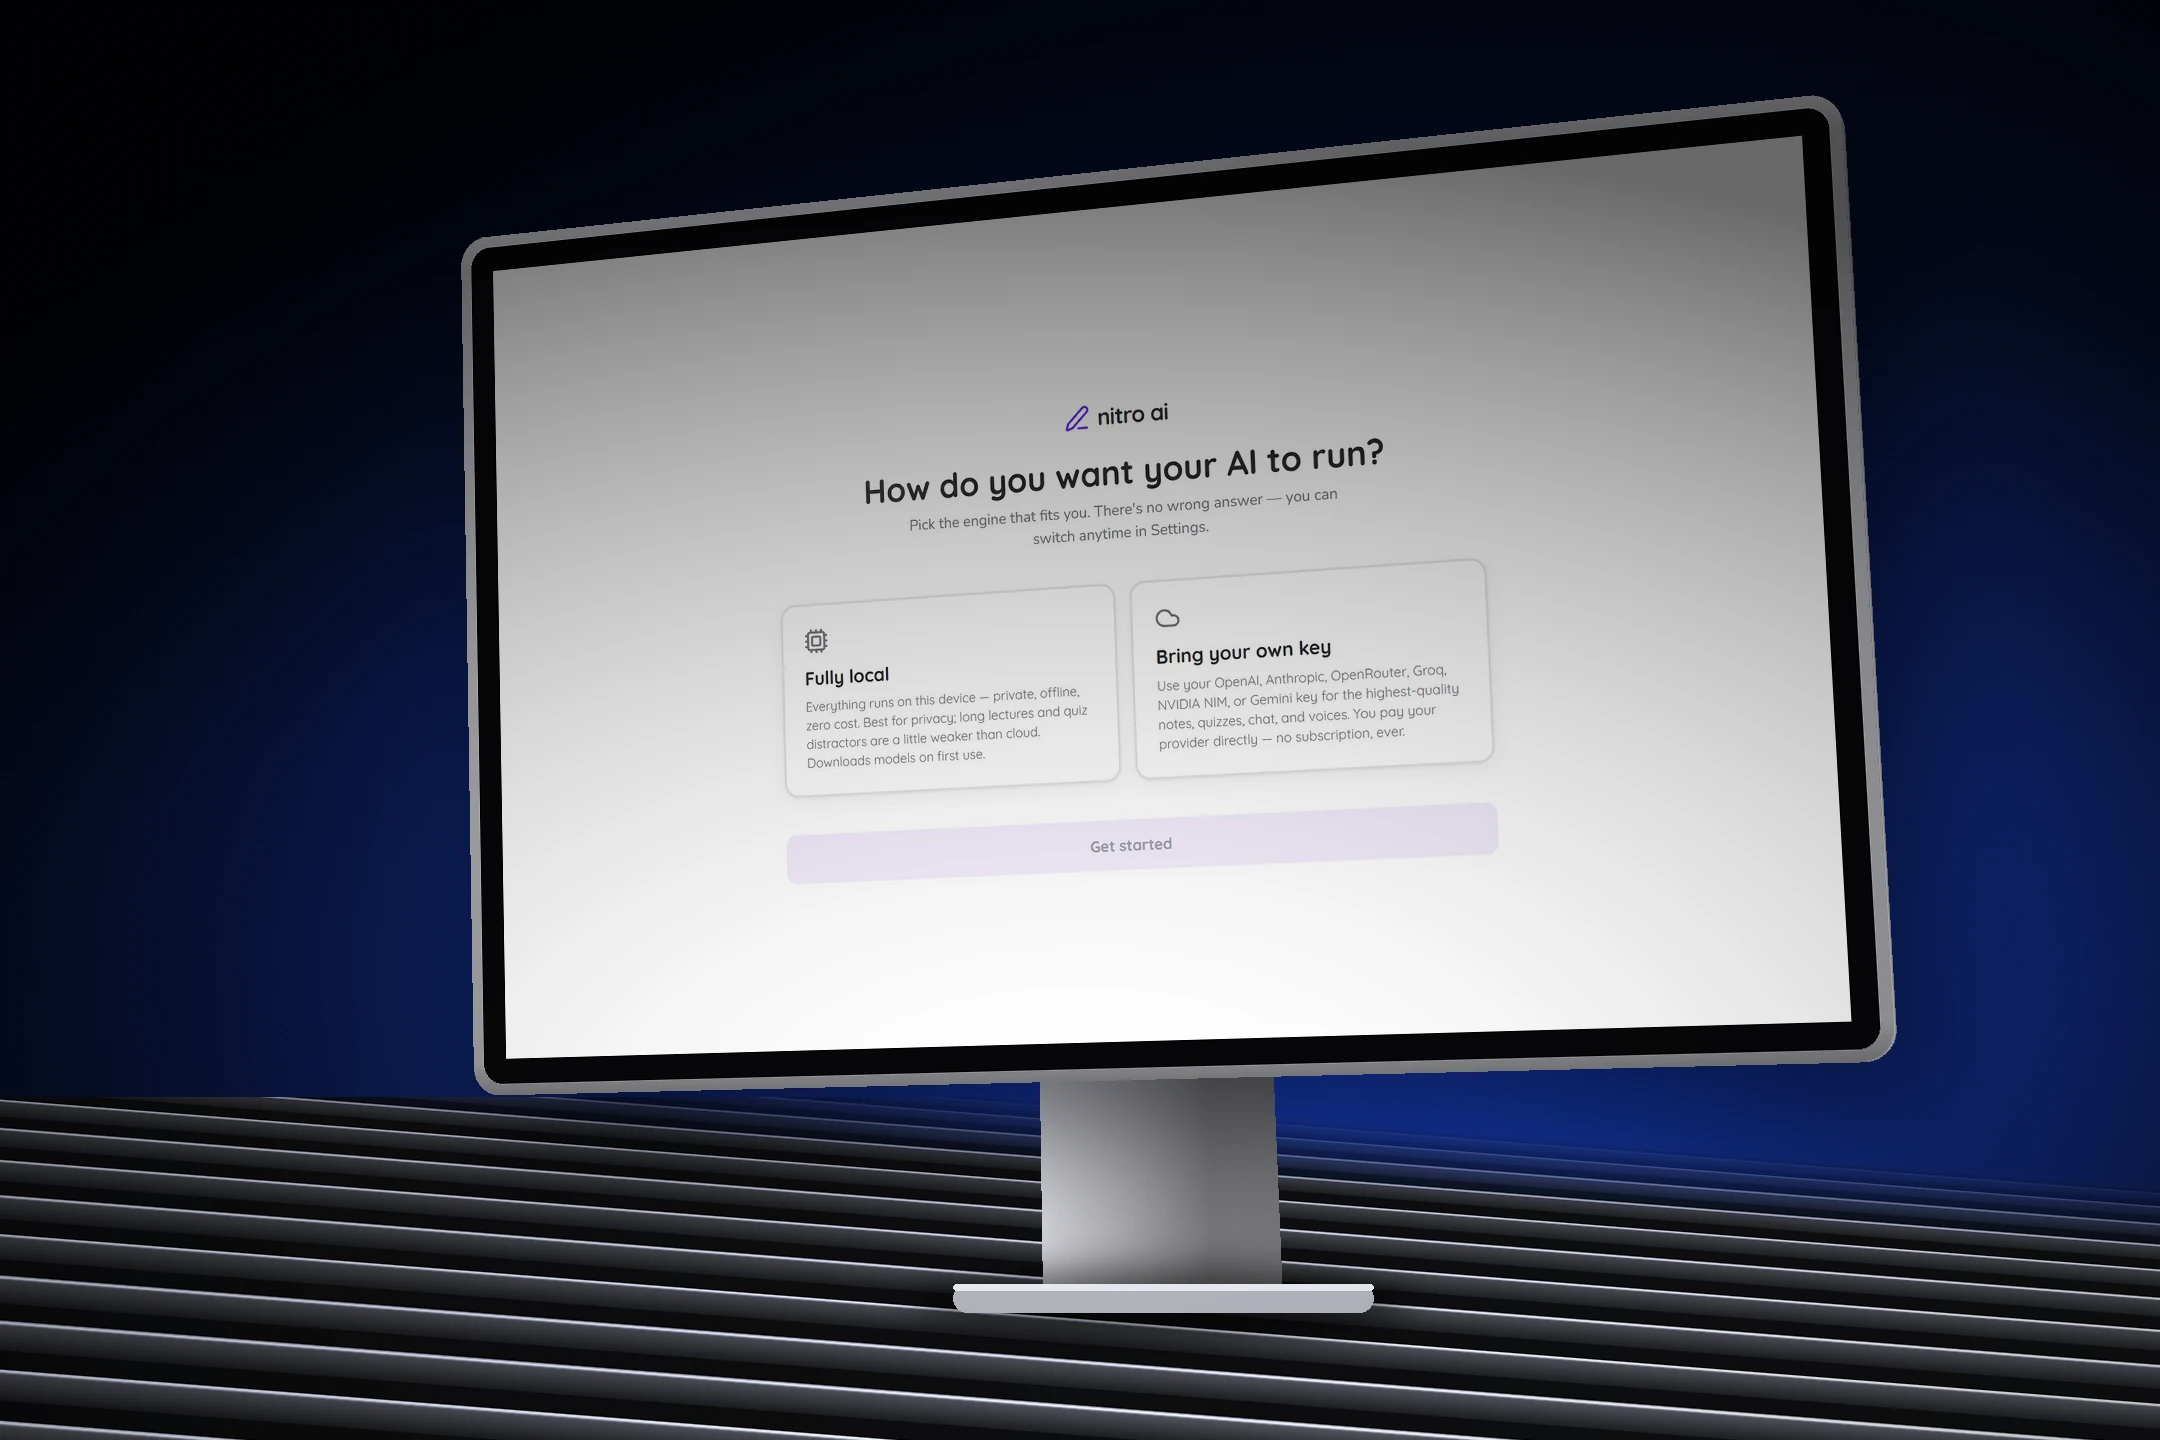 nitro ai
How do you want your AI to run?
Pick the engine that fits you. There's no wrong answer — you can
switch anytime in Settings.
Fully local
Everything runs on this device — private, offline,
zero cost. Best for privacy; long lectures and quiz
distractors are a little weaker than cloud.
Downloads models on first use.
Bring your own key
Use your OpenAI, Anthropic, OpenRouter, Groq,
NVIDIA NIM, or Gemini key for the highest-quality
notes, quizzes, chat, and voices. You pay your
provider directly — no subscription, ever.
Get started